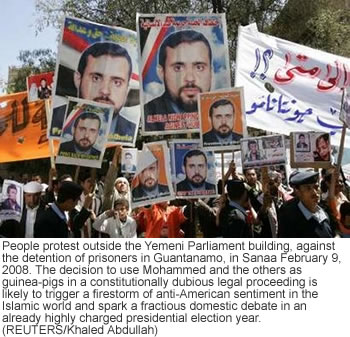 إلى متى ؟!
People protest outside the Yemeni Parliament building, against
the detention of prisoners in Guantanamo, in Sanaa February 9,
2008. The decision to use Mohammed and the others as
guinea-pigs in a constitutionally dubious legal proceeding is
likely to trigger a firestorm of anti-American sentiment in the
Islamic world and spark a fractious domestic debate in an
already highly charged presidential election year.
(REUTERS/Khaled Abdullah)